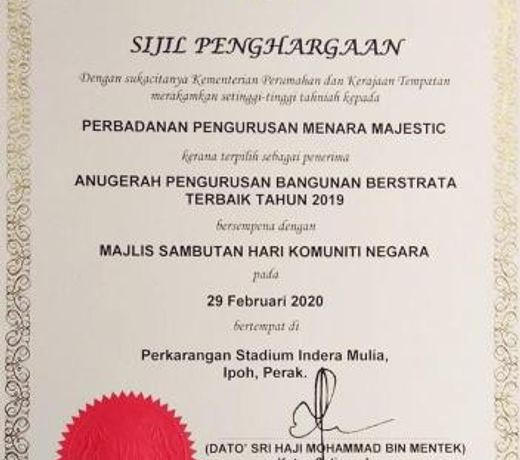 SIJIL PENGHARGAAN
Dengan sukacitanya Kementerian Perumahan dan Kerajaan Tempatan
merakamkan setinggi-tinggi tahniah kepada
PERBADANAN PENGURUSAN MENARA MAJESTIC
kerana terpilih sebagai penerima
ANUGERAH PENGURUSAN BANGUNAN BERSTRATA
TERBAIK TAHUN 2019
bersempena dengan
MAJLIS SAMBUTAN HARI KOMUNITI NEGARA
pada
29 Februari 2020
bertempat di
Perkarangan Stadium Indera Mulia,
Ipoh, Perak.
(DATO' SRI HAJI MOHAMMAD BIN MENTEK)